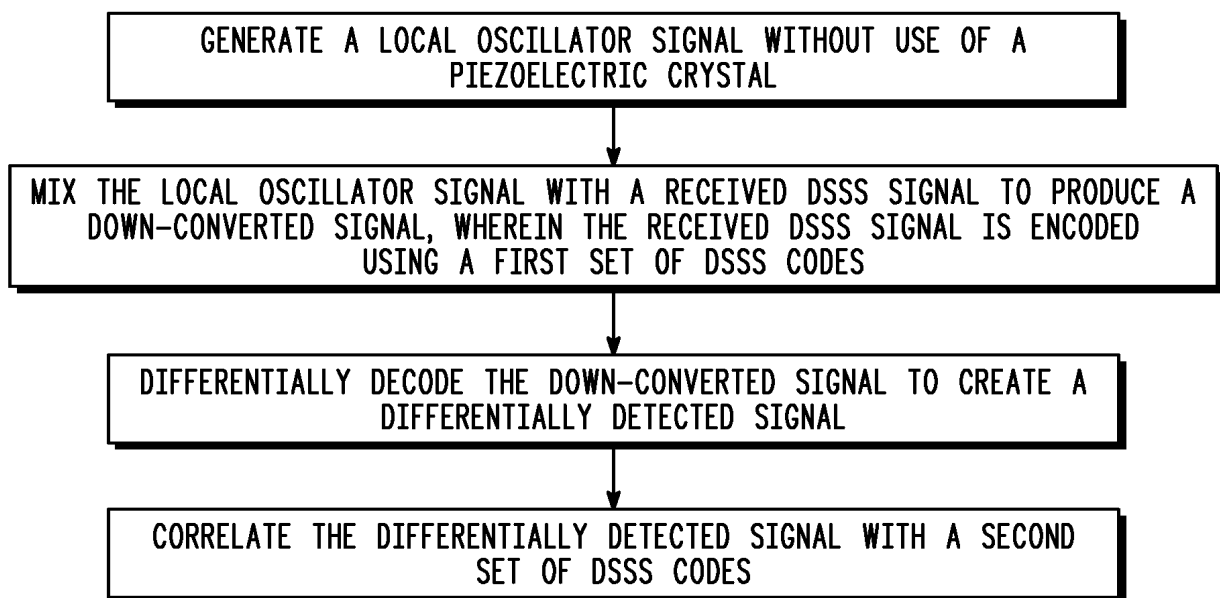 GENERATE A LOCAL OSCILLATOR SIGNAL WITHOUT USE OF A
PIEZOELECTRIC CRYSTAL
MIX THE LOCAL OSCILLATOR SIGNAL WITH A RECEIVED DSSS SIGNAL TO PRODUCE A
DOWN-CONVERTED SIGNAL, WHEREIN THE RECEIVED DSSS SIGNAL IS ENCODED
USING A FIRST SET OF DSSS CODES
DIFFERENTIALLY DECODE THE DOWN-CONVERTED SIGNAL TO CREATE A
DIFFERENTIALLY DETECTED SIGNAL
CORRELATE THE DIFFERENTIALLY DETECTED SIGNAL WITH A SECOND
SET OF DSSS CODES